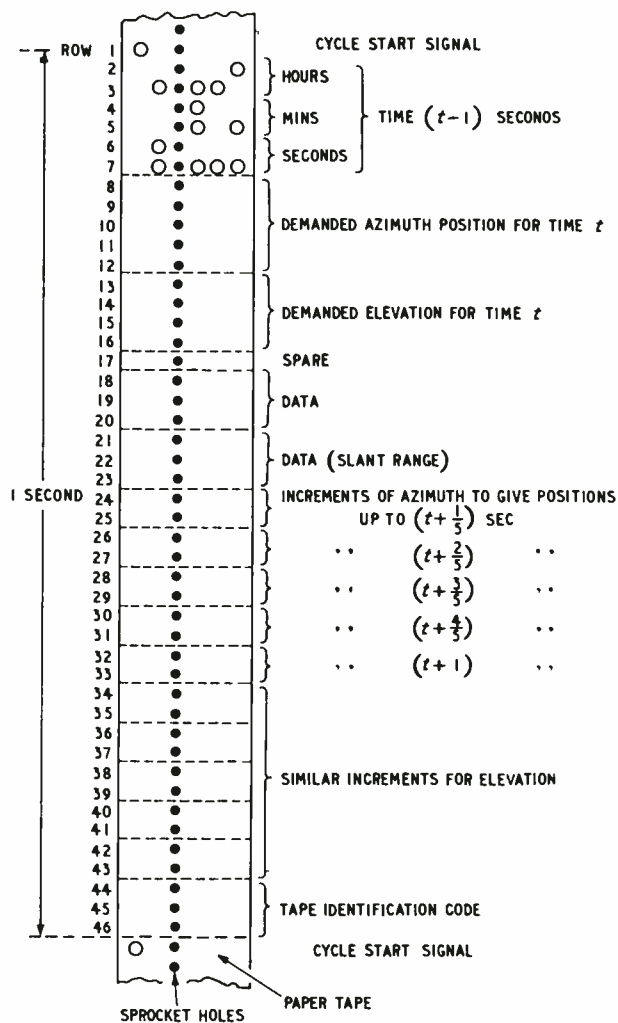 ROW 1 CYCLE START SIGNAL
2
HOURS
3
4
MINS
TIME (t-1) SECONDS
5
6
SECONDS
7
8
9
10 DEMANDED AZIMUTH POSITION FOR TIME t
11
12
13
14
DEMANDED ELEVATION FOR TIME t
15
16
17 SPARE
18
19 DATA
20
21
22 DATA (SLANT RANGE)
23
1 SECOND
24 INCREMENTS OF AZIMUTH TO GIVE POSITIONS
25 UP TO (t+1/5) SEC
26
27 ,, (t+2/5) ,,
28
29 ,, (t+3/5) ,,
30
31 ,, (t+4/5) ,,
32
33 ,, (t+1) ,,
34
35
36
37
38
SIMILAR INCREMENTS FOR ELEVATION
39
40
41
42
43
44
45 TAPE IDENTIFICATION CODE
46
CYCLE START SIGNAL
PAPER TAPE
SPROCKET HOLES